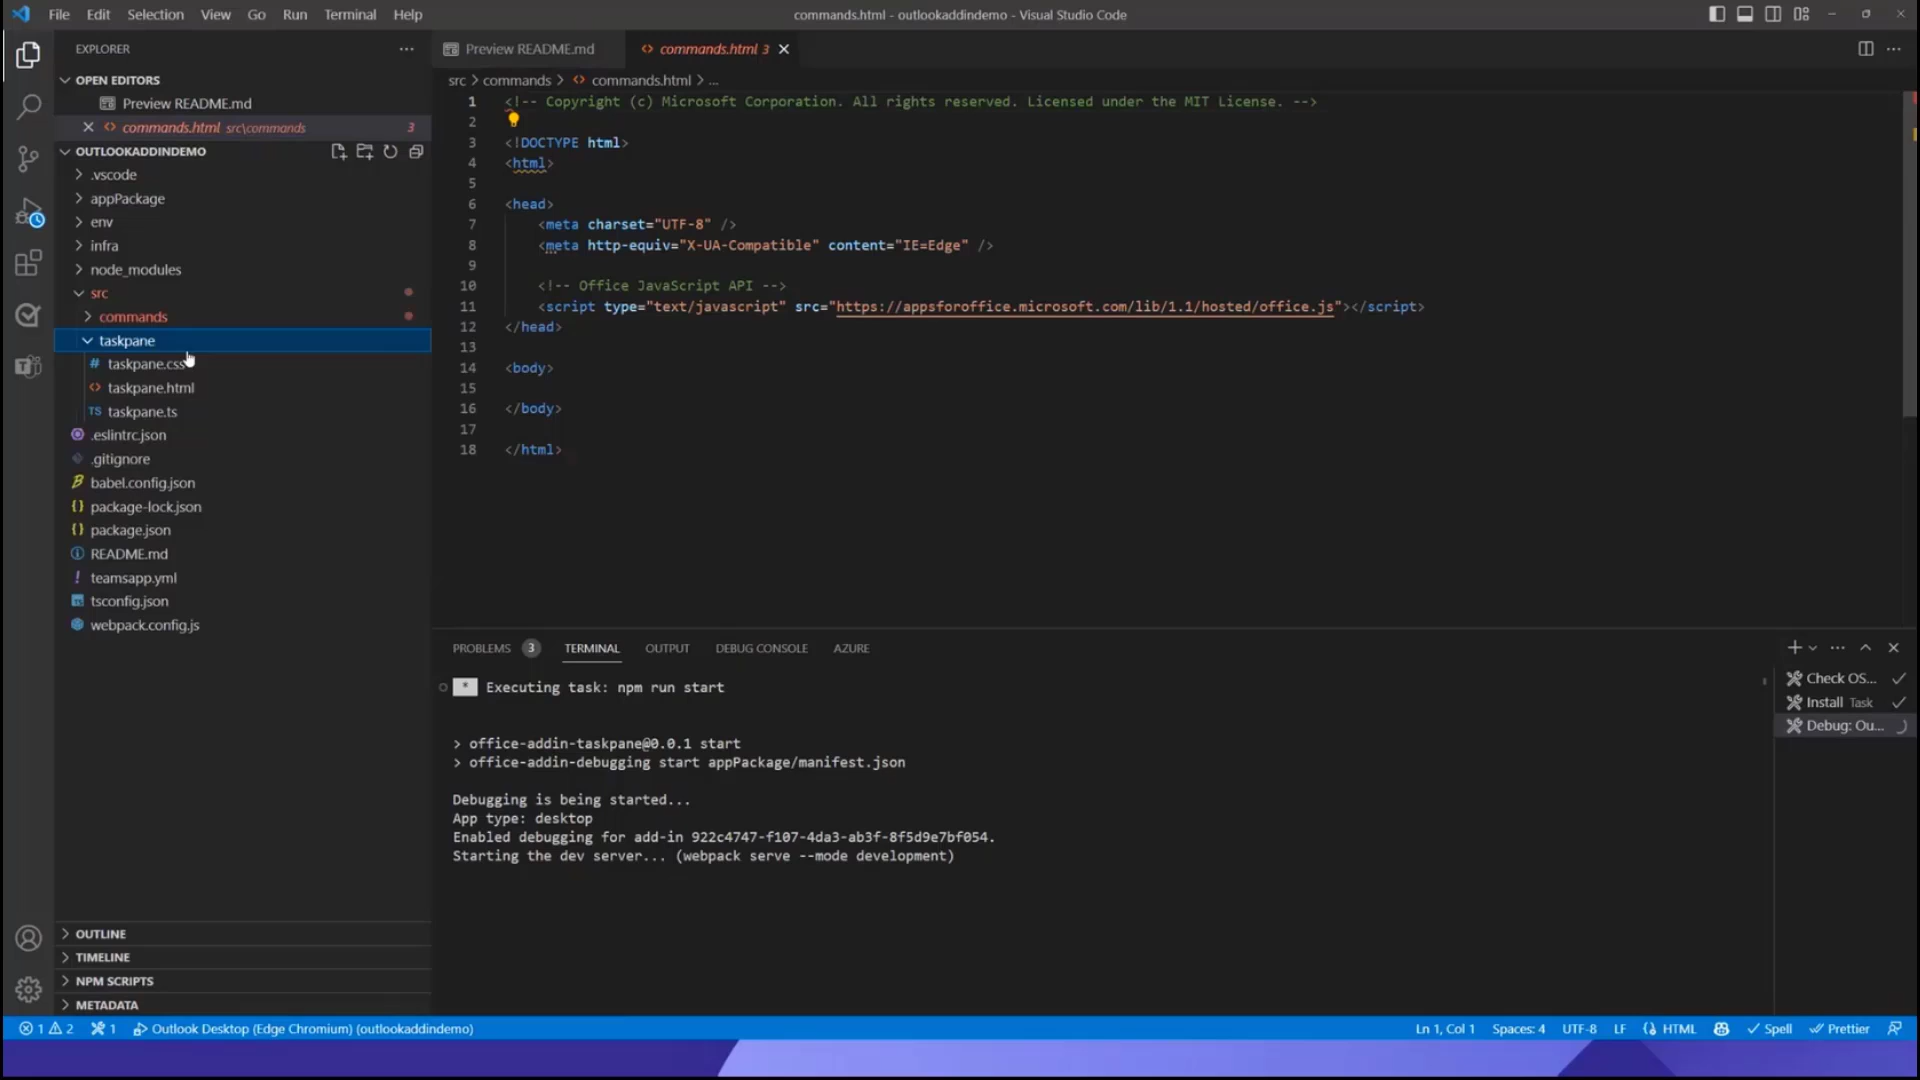 File Edit Selection View Go Run Terminal Help
commands.html - outlookaddindemo - Visual Studio Code
EXPLORER
OPEN EDITORS
Preview README.md
commands.html src\commands 3
OUTLOOKADDINDEMO
.vscode
appPackage
env
infra
node_modules
src
commands
taskpane
# taskpane.css
<> taskpane.html
TS taskpane.ts
.eslintrc.json
.gitignore
babel.config.json
{} package-lock.json
{} package.json
README.md
! teamsapp.yml
tsconfig.json
webpack.config.js
OUTLINE
TIMELINE
NPM SCRIPTS
METADATA
Preview README.md
<> commands.html 3
src > commands > <> commands.html > ...
1 <!-- Copyright (c) Microsoft Corporation. All rights reserved. Licensed under the MIT License. -->
2
3 <!DOCTYPE html>
4 <html>
5
6 <head>
7 <meta charset="UTF-8" />
8 <meta http-equiv="X-UA-Compatible" content="IE=Edge" />
9
10 <!-- Office JavaScript API -->
11 <script type="text/javascript" src="https://appsforoffice.microsoft.com/lib/1.1/hosted/office.js"></script>
12 </head>
13
14 <body>
15
16 </body>
17
18 </html>
PROBLEMS 3 TERMINAL OUTPUT DEBUG CONSOLE AZURE
* Executing task: npm run start
> office-addin-taskpane@0.0.1 start
> office-addin-debugging start appPackage/manifest.json
Debugging is being started...
App type: desktop
Enabled debugging for add-in 922c4747-f107-4da3-ab3f-8f5d9e7bf054.
Starting the dev server... (webpack serve --mode development)
Check OS...
Install Task
Debug: Ou...
1 2 1 Outlook Desktop (Edge Chromium) (outlookaddindemo)
Ln 1, Col 1 Spaces: 4 UTF-8 LF HTML Spell Prettier